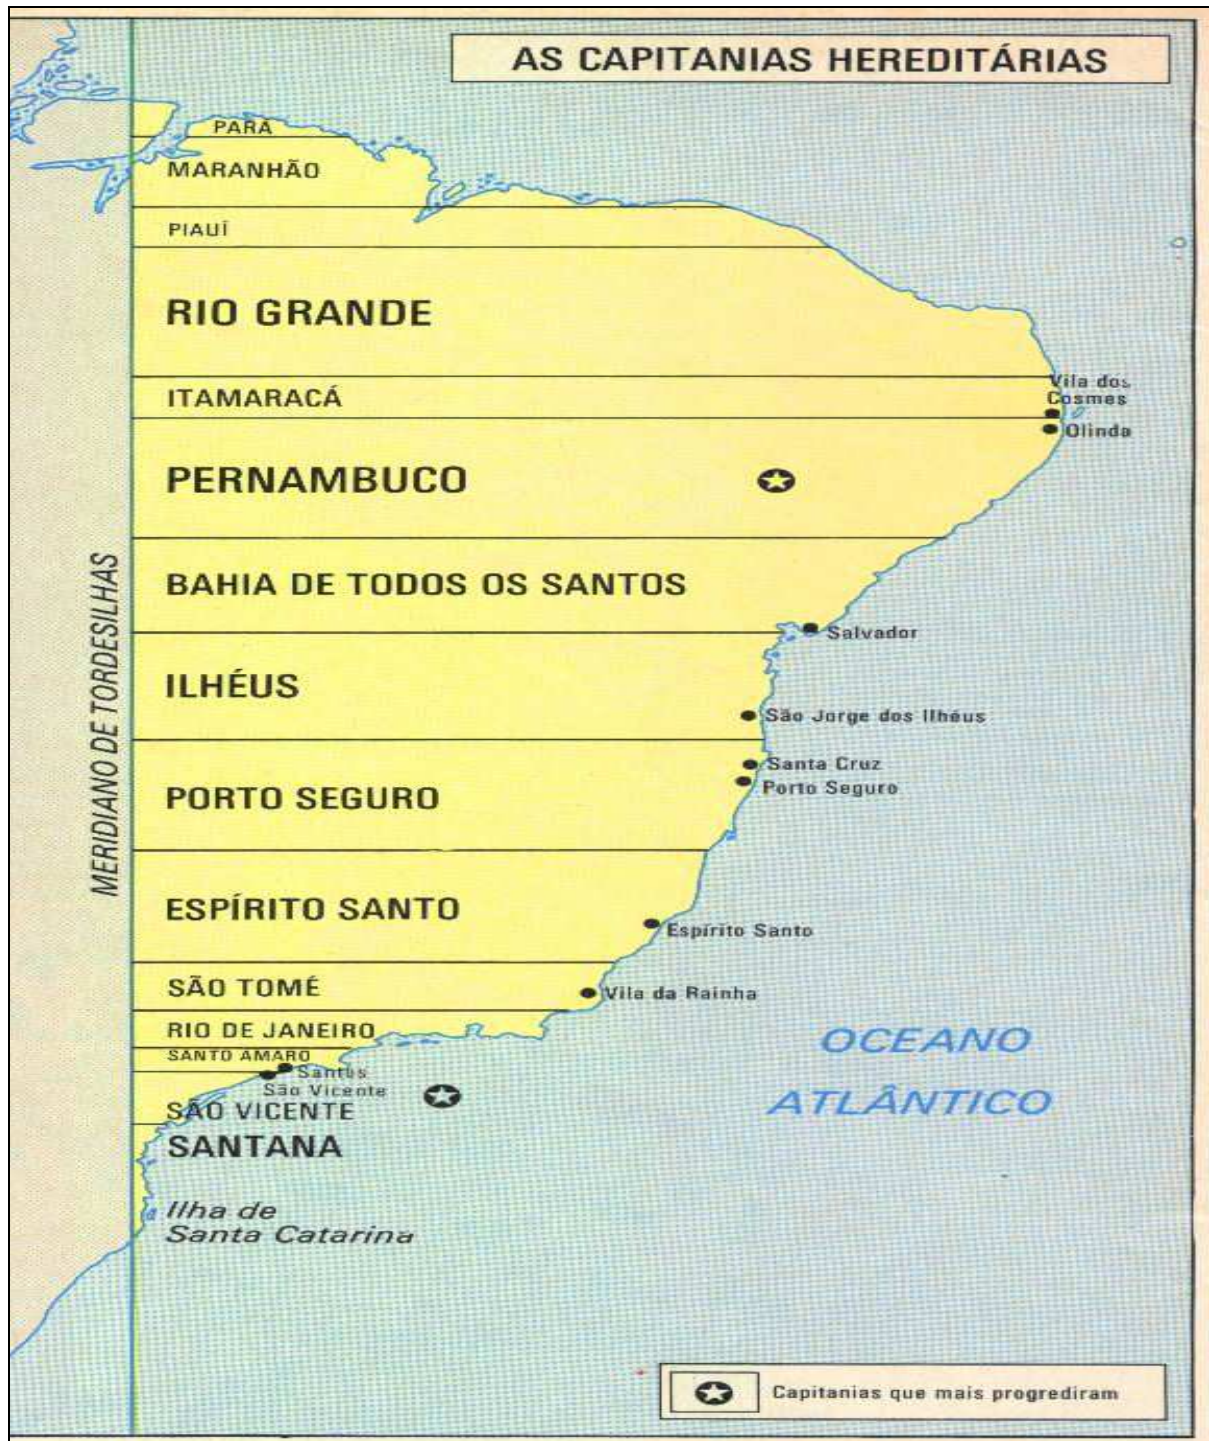 AS CAPITANIAS HEREDITÁRIAS
PARÁ
MARANHÃO
PIAUÍ
RIO GRANDE
ITAMARACÁ
Vila dos
Cosmes
Olinda
PERNAMBUCO
MERIDIANO DE TORDESILHAS
BAHIA DE TODOS OS SANTOS
Salvador
ILHÉUS
São Jorge dos Ilhéus
Santa Cruz
Porto Seguro
PORTO SEGURO
ESPÍRITO SANTO
Espírito Santo
SÃO TOMÉ
Vila da Rainha
RIO DE JANEIRO
SANTO AMARO
Santos
São Vicente
SÃO VICENTE
SANTANA
Ilha de
Santa Catarina
OCEANO
ATLÂNTICO
Capitanias que mais progrediram